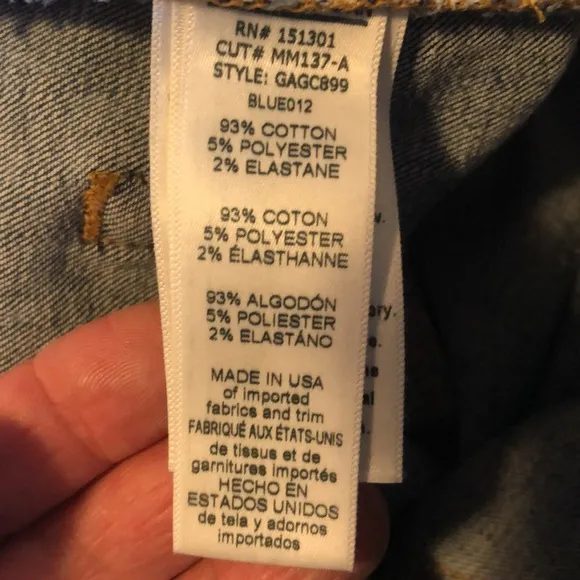 RN# 151301
CUT# MM137-A
STYLE: GAGC899
BLUE012
93% COTTON
5% POLYESTER
2% ELASTANE
93% COTON
5% POLYESTER
2% ÉLASTHANNE
93% ALGODÓN
5% POLIESTER
2% ELASTÁNO
MADE IN USA
of imported
fabrics and trim
FABRIQUÉ AUX ÉTATS-UNIS
de tissus et de
garnitures importés
HECHO EN
ESTADOS UNIDOS
de tela y adornos
importados